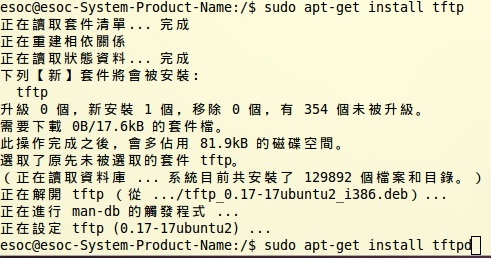 esoc@esoc-System-Product-Name:/$ sudo apt-get install tftp
正在讀取套件清單... 完成
正在重建相依關係
正在讀取狀態資料... 完成
下列【新】套件將會被安裝:
  tftp
升級 0 個，新安裝 1 個，移除 0 個，有 354 個未被升級。
需要下載 0B/17.6kB 的套件檔。
此操作完成之後，會多佔用 81.9kB 的磁碟空間。
選取了原先未被選取的套件 tftp。
（正在讀取資料庫 ... 系統目前共安裝了 129892 個檔案和目錄。）
正在解開 tftp （從 .../tftp_0.17-17ubuntu2_i386.deb）...
正在進行 man-db 的觸發程式 ...
正在設定 tftp (0.17-17ubuntu2) ...
esoc@esoc-System-Product-Name:/$ sudo apt-get install tftpd